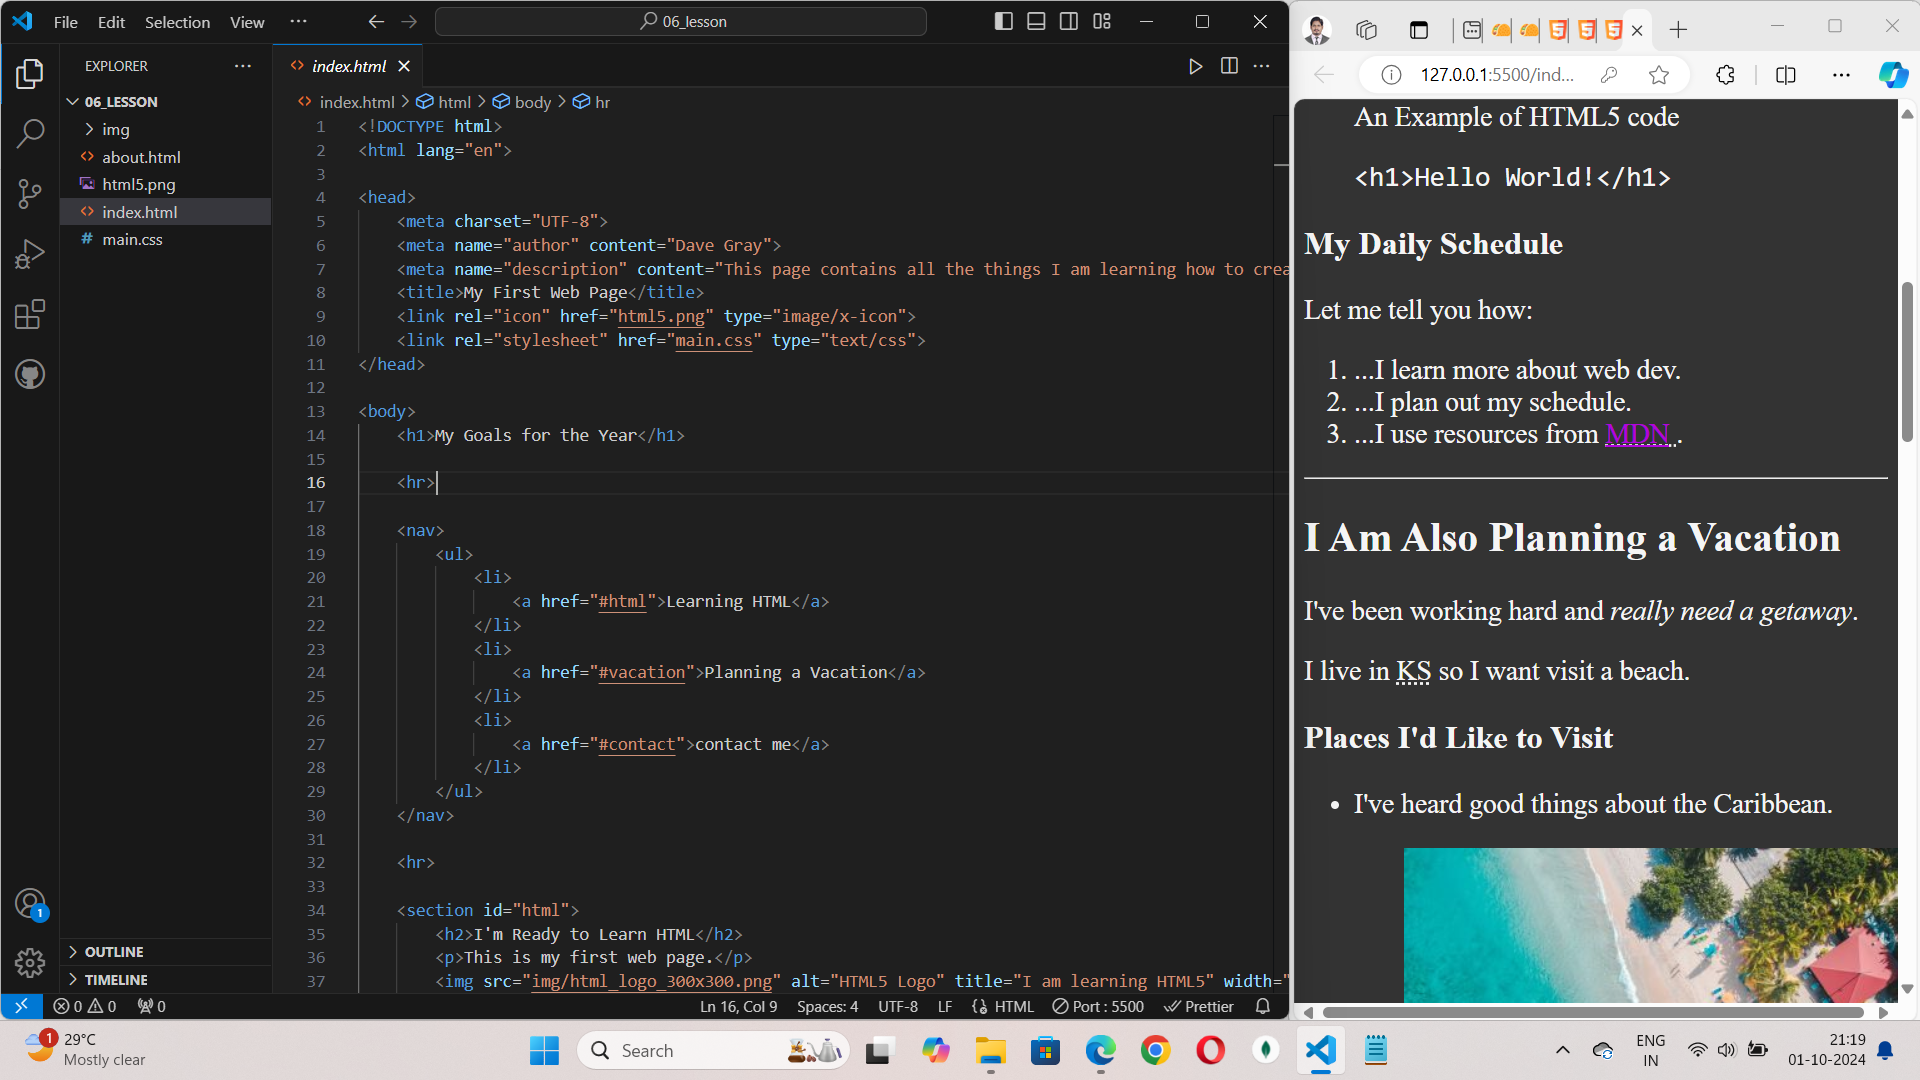 File Edit Selection View ··· 06_lesson
EXPLORER ···
06_LESSON
img
about.html
html5.png
index.html
# main.css
OUTLINE
TIMELINE
index.html
index.html > html > body > hr
1 <!DOCTYPE html>
2 <html lang="en">
3
4 <head>
5 <meta charset="UTF-8">
6 <meta name="author" content="Dave Gray">
7 <meta name="description" content="This page contains all the things I am learning how to crea
8 <title>My First Web Page</title>
9 <link rel="icon" href="html5.png" type="image/x-icon">
10 <link rel="stylesheet" href="main.css" type="text/css">
11 </head>
12
13 <body>
14 <h1>My Goals for the Year</h1>
15
16 <hr>
17
18 <nav>
19 <ul>
20 <li>
21 <a href="#html">Learning HTML</a>
22 </li>
23 <li>
24 <a href="#vacation">Planning a Vacation</a>
25 </li>
26 <li>
27 <a href="#contact">contact me</a>
28 </li>
29 </ul>
30 </nav>
31
32 <hr>
33
34 <section id="html">
35 <h2>I'm Ready to Learn HTML</h2>
36 <p>This is my first web page.</p>
37 <img src="img/html_logo_300x300.png" alt="HTML5 Logo" title="I am learning HTML5" width="
1
0 0 0 Ln 16, Col 9 Spaces: 4 UTF-8 LF HTML Port : 5500 Prettier
127.0.0.1:5500/ind...
An Example of HTML5 code
<h1>Hello World!</h1>
My Daily Schedule
Let me tell you how:
1. ...I learn more about web dev.
2. ...I plan out my schedule.
3. ...I use resources from MDN .
I Am Also Planning a Vacation
I've been working hard and really need a getaway.
I live in KS so I want visit a beach.
Places I'd Like to Visit
• I've heard good things about the Caribbean.
1 29°C
Mostly clear
Search
ENG
IN
21:19
01-10-2024